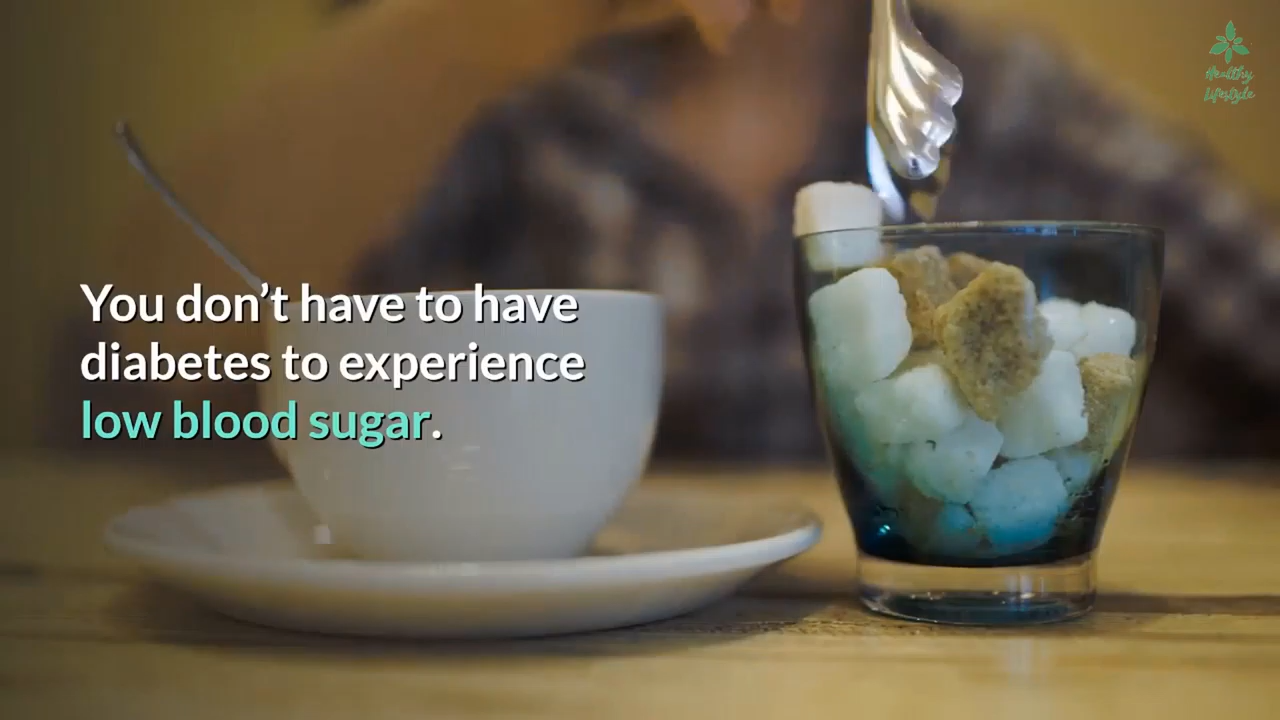 Healthy
Lifestyle
You don’t have to have
diabetes to experience
low blood sugar.